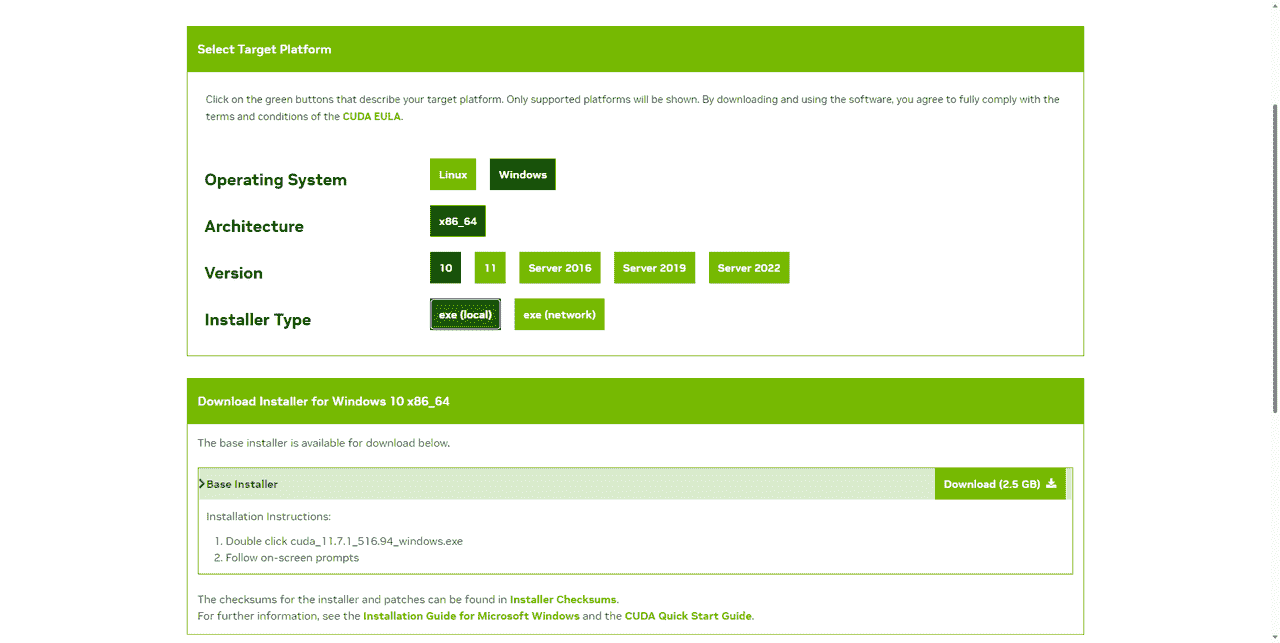 Select Target Platform
Click on the green buttons that describe your target platform. Only supported platforms will be shown. By downloading and using the software, you agree to fully comply with the
terms and conditions of the CUDA EULA.
Operating System Linux Windows
Architecture x86_64
Version 10 11 Server 2016 Server 2019 Server 2022
Installer Type exe (local) exe (network)
Download Installer for Windows 10 x86_64
The base installer is available for download below.
Base Installer Download (2.5 GB)
Installation Instructions:
1. Double click cuda_11.7.1_516.94_windows.exe
2. Follow on-screen prompts
The checksums for the installer and patches can be found in Installer Checksums.
For further information, see the Installation Guide for Microsoft Windows and the CUDA Quick Start Guide.